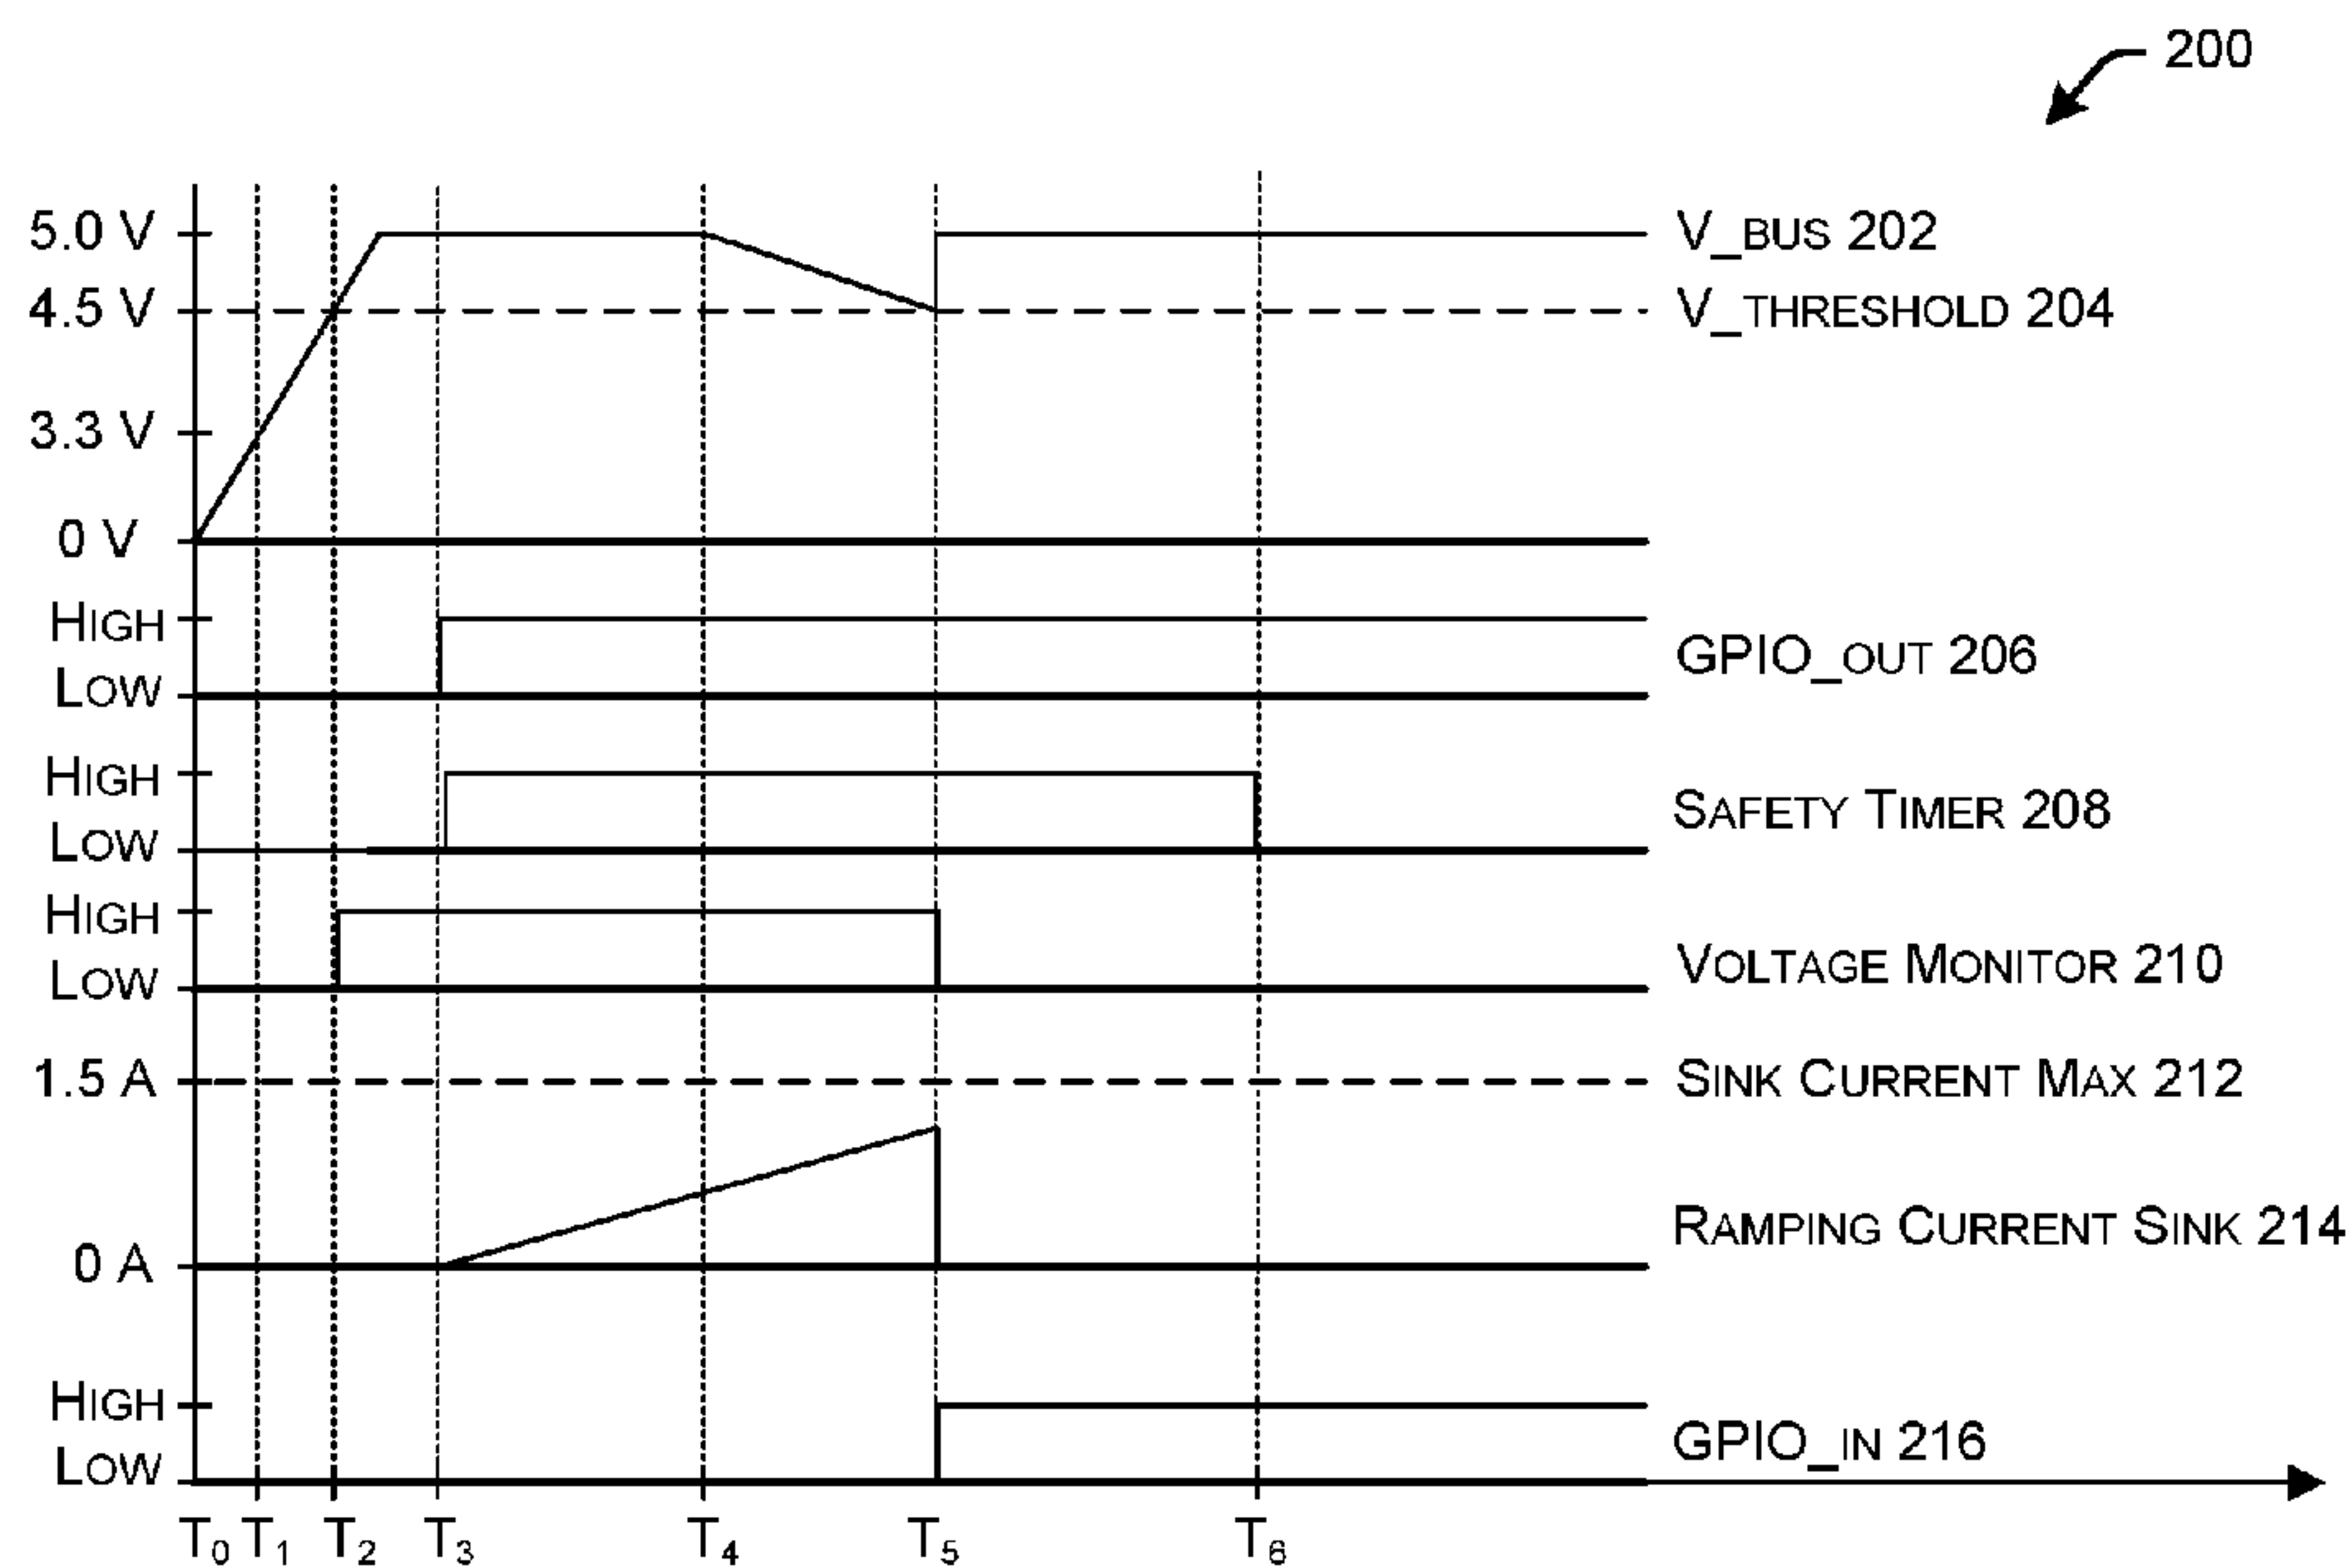 200
5.0 V
V_BUS 202
4.5 V
V_THRESHOLD 204
3.3 V
0 V
HIGH
GPIO_OUT 206
LOW
HIGH
SAFETY TIMER 208
LOW
HIGH
VOLTAGE MONITOR 210
LOW
1.5 A
SINK CURRENT MAX 212
RAMPING CURRENT SINK 214
0 A
HIGH
GPIO_IN 216
LOW
T0 T1 T2 T3 T4 T5 T6